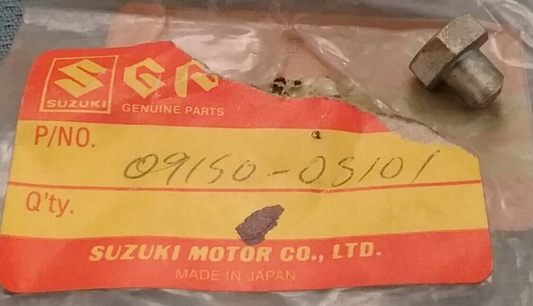 SUZUKI
SGP
GENUINE PARTS
P/NO. 09150-05101
Q'ty.
SUZUKI MOTOR CO., LTD.
MADE IN JAPAN